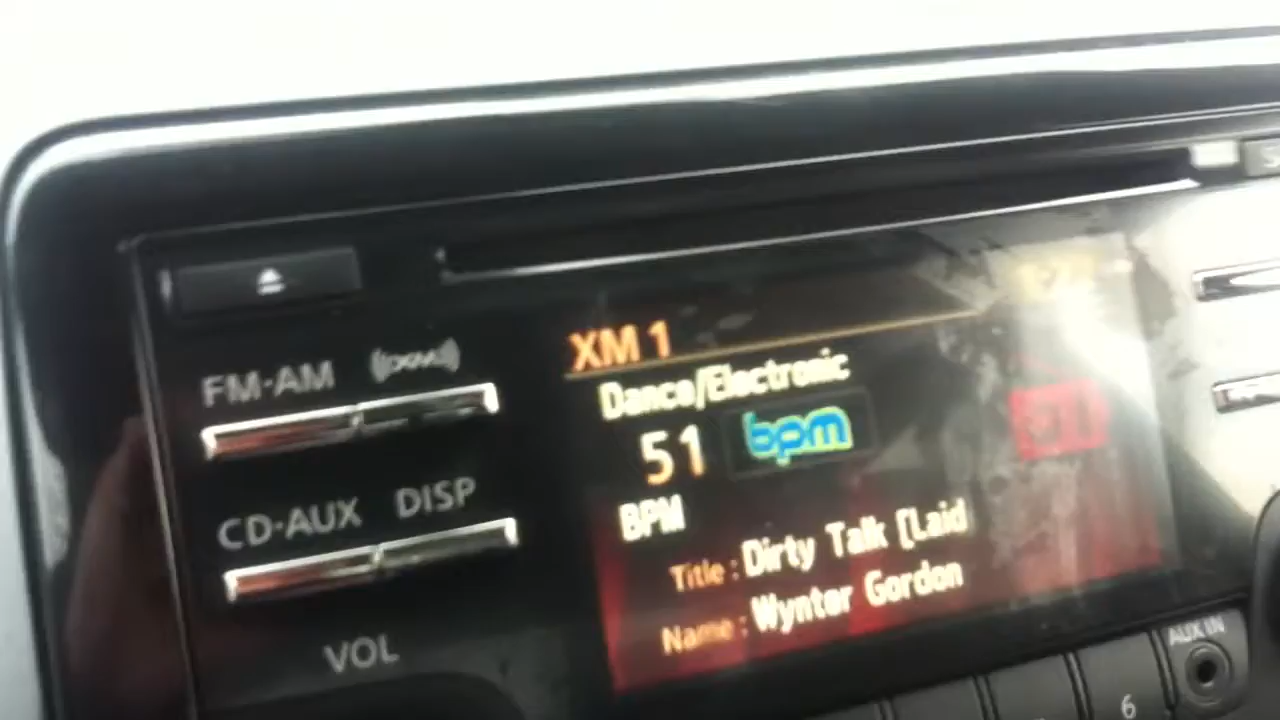 FM·AM
((XM))
CD·AUX
DISP
VOL
XM 1
Dance/Electronic
51
bpm
BPM
Title : Dirty Talk [Laid
Name : Wynter Gordon
AUX IN
6